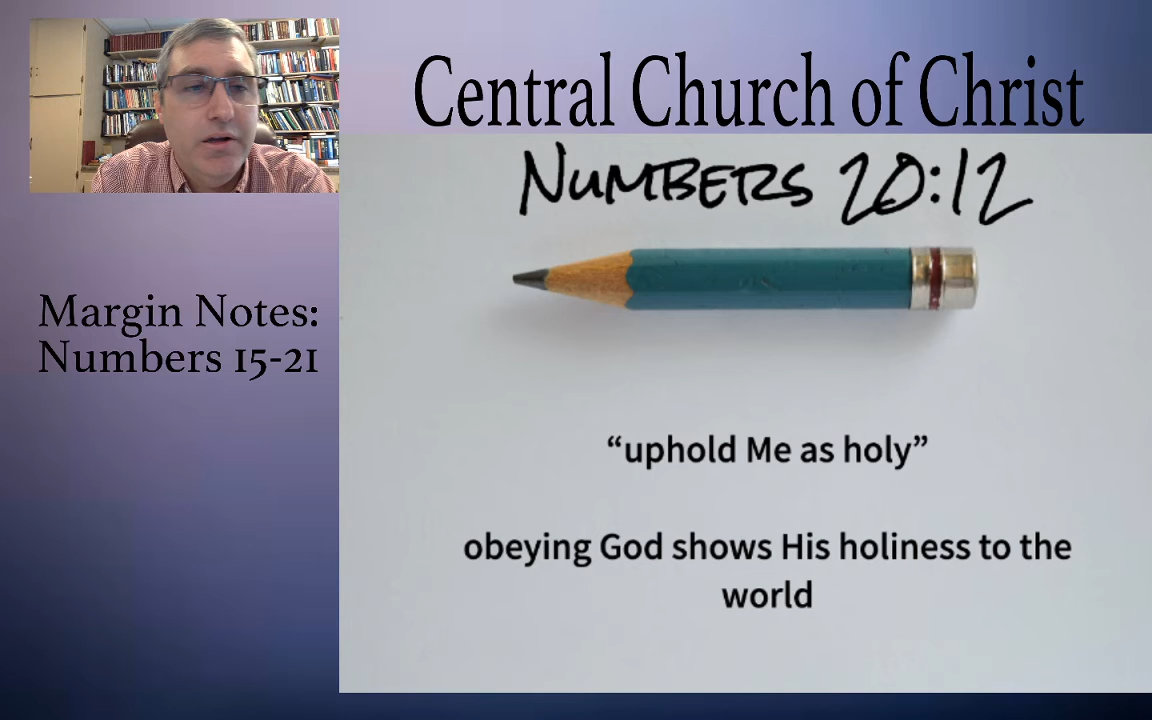 Central Church of Christ
NUMBERS 20:12
Margin Notes:
Numbers 15-21
“uphold Me as holy”
obeying God shows His holiness to the
world